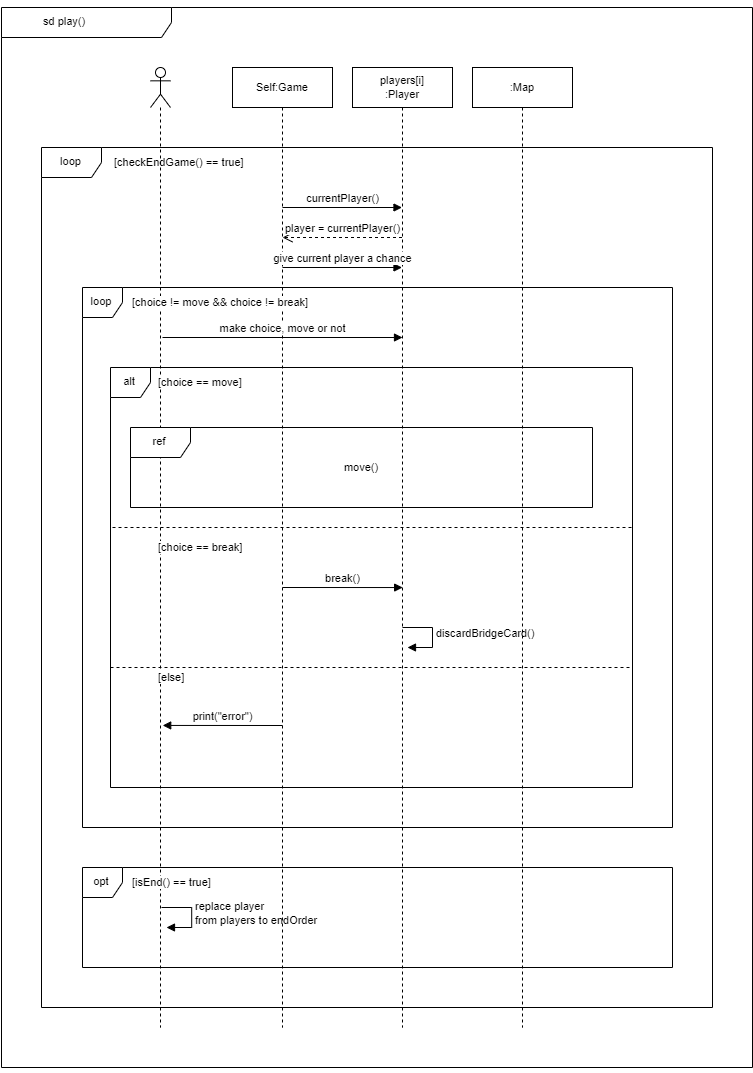 sd play()
Self:Game
players[i]
:Player
:Map
loop
[checkEndGame() == true]
currentPlayer()
player = currentPlayer()
give current player a chance
loop
[choice != move && choice != break]
make choice, move or not
alt
[choice == move]
ref
move()
[choice == break]
break()
discardBridgeCard()
[else]
print("error")
opt
[isEnd() == true]
replace player
from players to endOrder